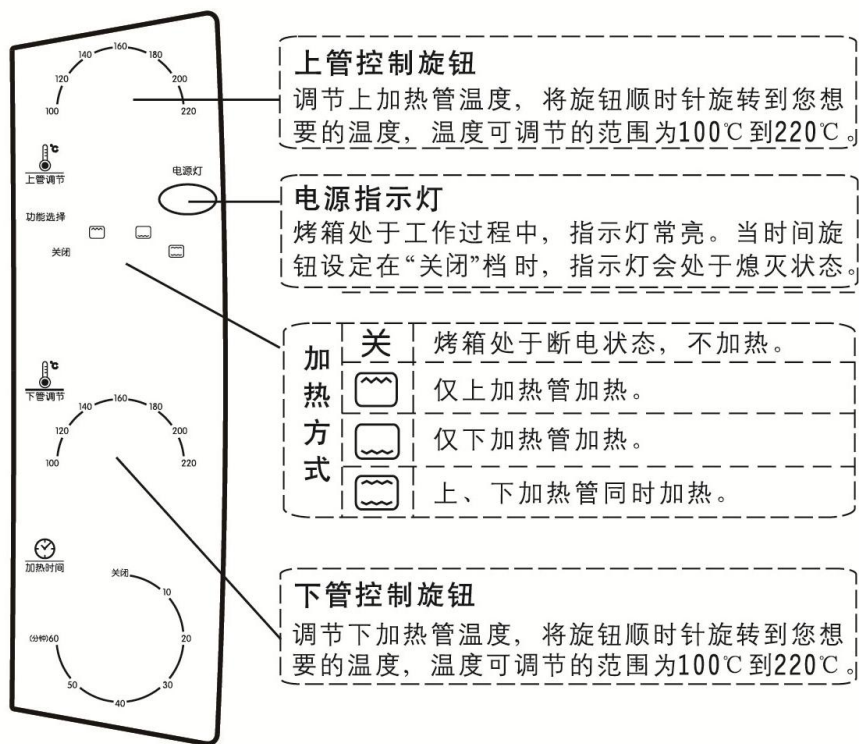 100
120
140
160
180
200
220
℃
上管调节
电源灯
功能选择
关闭
℃
下管调节
100
120
140
160
180
200
220
加热时间
关闭
10
20
30
40
50
(分钟)60
上管控制旋钮
调节上加热管温度，将旋钮顺时针旋转到您想
要的温度，温度可调节的范围为100℃到220℃。
电源指示灯
烤箱处于工作过程中，指示灯常亮。当时间旋
钮设定在“关闭”档时，指示灯会处于熄灭状态。
加热方式
关 烤箱处于断电状态，不加热。
仅上加热管加热。
仅下加热管加热。
上、下加热管同时加热。
下管控制旋钮
调节下加热管温度，将旋钮顺时针旋转到您想
要的温度，温度可调节的范围为100℃到220℃。